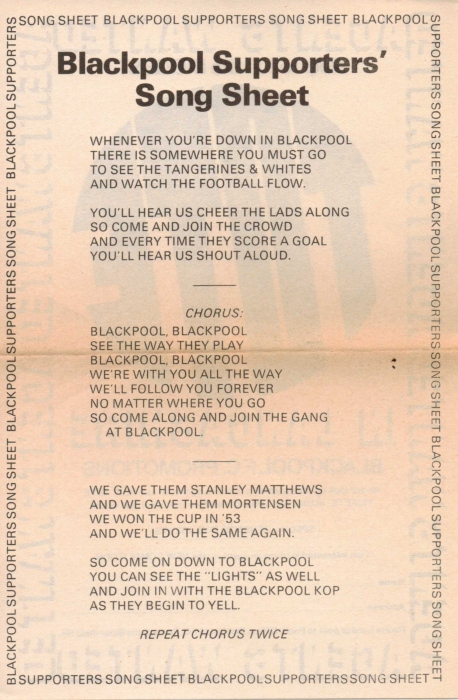 SONG SHEET BLACKPOOL SUPPORTERS SONG SHEET BLACKPOOL
SUPPORTERS SONG SHEET BLACKPOOL SUPPORTERS SONG SHEET BLACKPOOL SUPPORTERS SONG SHEET
BLACKPOOL SUPPORTERS SONG SHEET BLACKPOOL SUPPORTERS SONG SHEET BLACKPOOL SUPPORTERS
Blackpool Supporters'
Song Sheet
WHENEVER YOU'RE DOWN IN BLACKPOOL
THERE IS SOMEWHERE YOU MUST GO
TO SEE THE TANGERINES & WHITES
AND WATCH THE FOOTBALL FLOW.
YOU'LL HEAR US CHEER THE LADS ALONG
SO COME AND JOIN THE CROWD
AND EVERY TIME THEY SCORE A GOAL
YOU'LL HEAR US SHOUT ALOUD.
CHORUS:
BLACKPOOL, BLACKPOOL
SEE THE WAY THEY PLAY
BLACKPOOL, BLACKPOOL
WE'RE WITH YOU ALL THE WAY
WE'LL FOLLOW YOU FOREVER
NO MATTER WHERE YOU GO
SO COME ALONG AND JOIN THE GANG
AT BLACKPOOL.
WE GAVE THEM STANLEY MATTHEWS
AND WE GAVE THEM MORTENSEN
WE WON THE CUP IN '53
AND WE'LL DO THE SAME AGAIN.
SO COME ON DOWN TO BLACKPOOL
YOU CAN SEE THE "LIGHTS" AS WELL
AND JOIN IN WITH THE BLACKPOOL KOP
AS THEY BEGIN TO YELL.
REPEAT CHORUS TWICE
SUPPORTERS SONG SHEET BLACKPOOL SUPPORTERS SONG SHEET